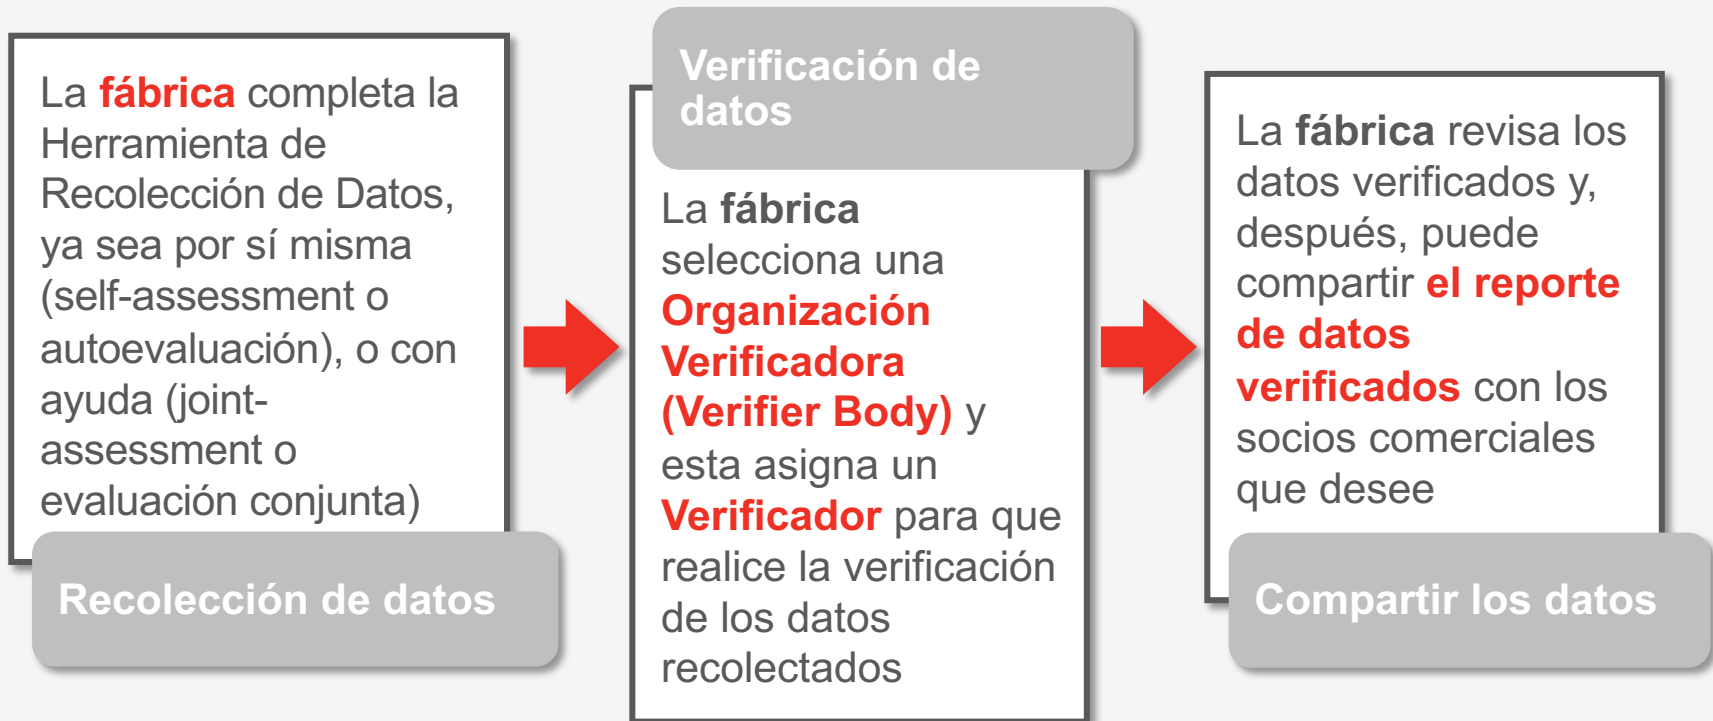 La fábrica completa la
Herramienta de
Recolección de Datos,
ya sea por sí misma
(self-assessment o
autoevaluación), o con
ayuda (joint-
assessment o
evaluación conjunta)
Recolección de datos
Verificación de
datos
La fábrica
selecciona una
Organización
Verificadora
(Verifier Body) y
esta asigna un
Verificador para que
realice la verificación
de los datos
recolectados
La fábrica revisa los
datos verificados y,
después, puede
compartir el reporte
de datos
verificados con los
socios comerciales
que desee
Compartir los datos